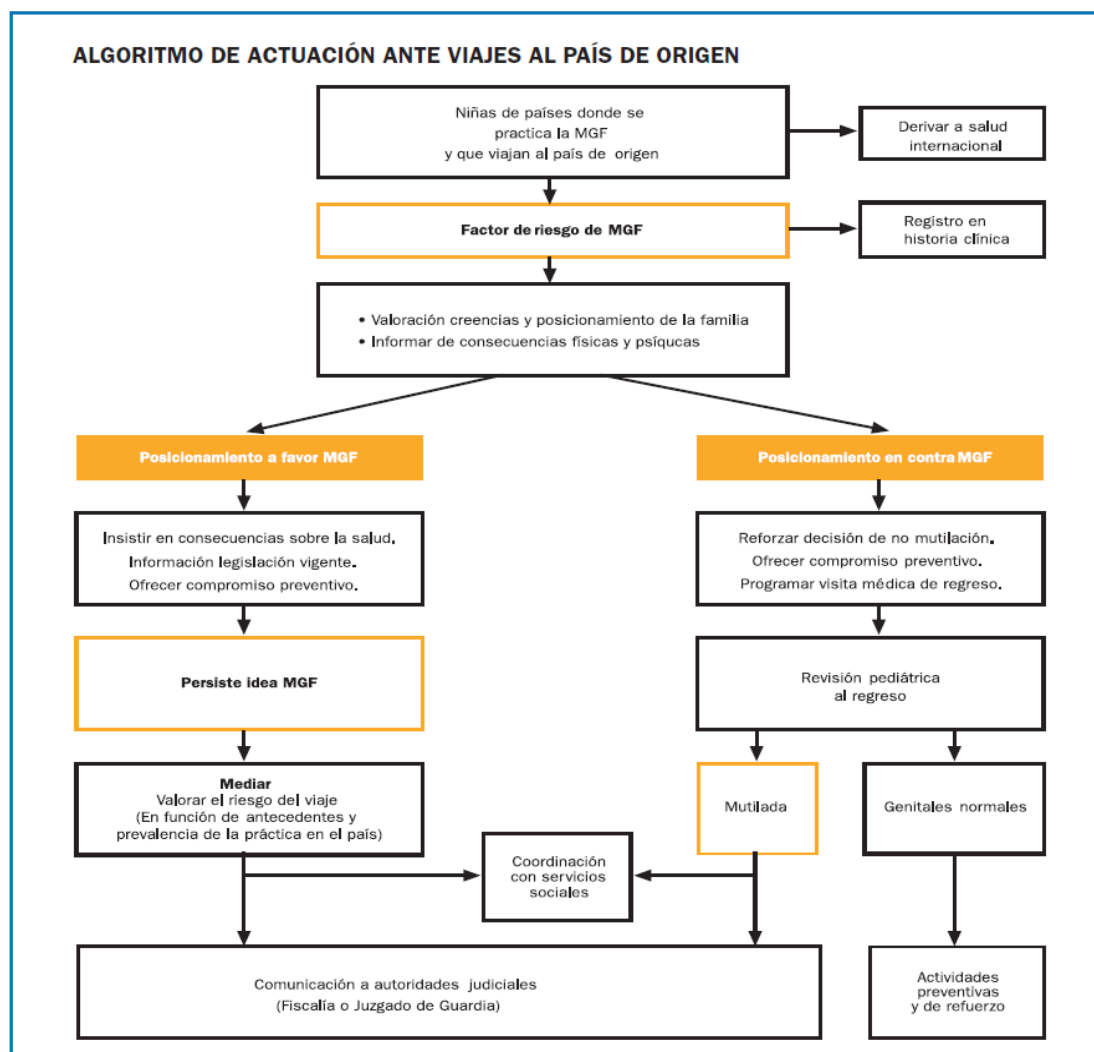 ALGORITMO DE ACTUACIÓN ANTE VIAJES AL PAÍS DE ORIGEN
Niñas de países donde se
practica la MGF
y que viajan al país de origen
Derivar a salud
internacional
Factor de riesgo de MGF
Registro en
historia clínica
• Valoración creencias y posicionamiento de la família
• Informar de consecuencias físicas y psíqucas
Posicionamiento a favor MGF
Posicionamiento en contra MGF
Insistir en consecuencias sobre la salud.
Información legislación vigente.
Ofrecer compromiso preventivo.
Reforzar decisión de no mutilación.
Ofrecer compromiso preventivo.
Programar visita médica de regreso.
Persiste idea MGF
Revisión pediátrica
al regreso
Mediar
Valorar el riesgo del viaje
(En función de antecedentes y
prevalencia de la práctica en el país)
Mutilada
Genitales normales
Coordinación
con servicios
sociales
Comunicación a autoridades judiciales
(Fiscalía o Juzgado de Guardia)
Actividades
preventivas
y de refuerzo